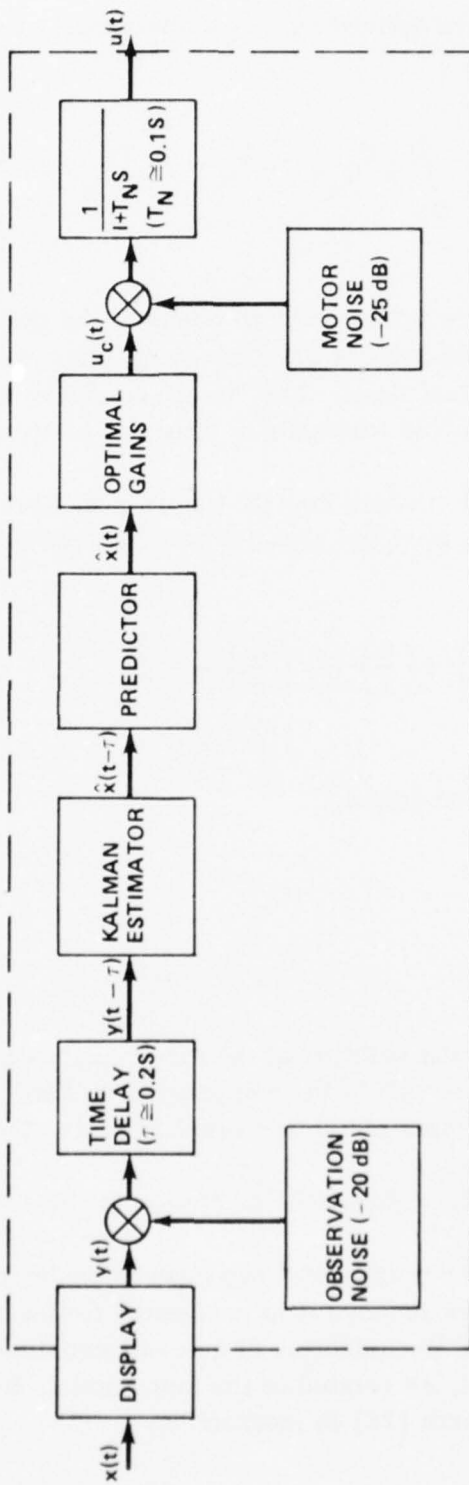 x(t)
DISPLAY
y(t)
OBSERVATION
NOISE (– 20 dB)
TIME
DELAY
(τ ≅ 0.2S)
y(t – τ)
KALMAN
ESTIMATOR
x̂(t–τ)
PREDICTOR
x̂(t)
OPTIMAL
GAINS
u_c(t)
MOTOR
NOISE
(–25 dB)
1
I+T_N S
(T_N ≅ 0.1S)
u(t)